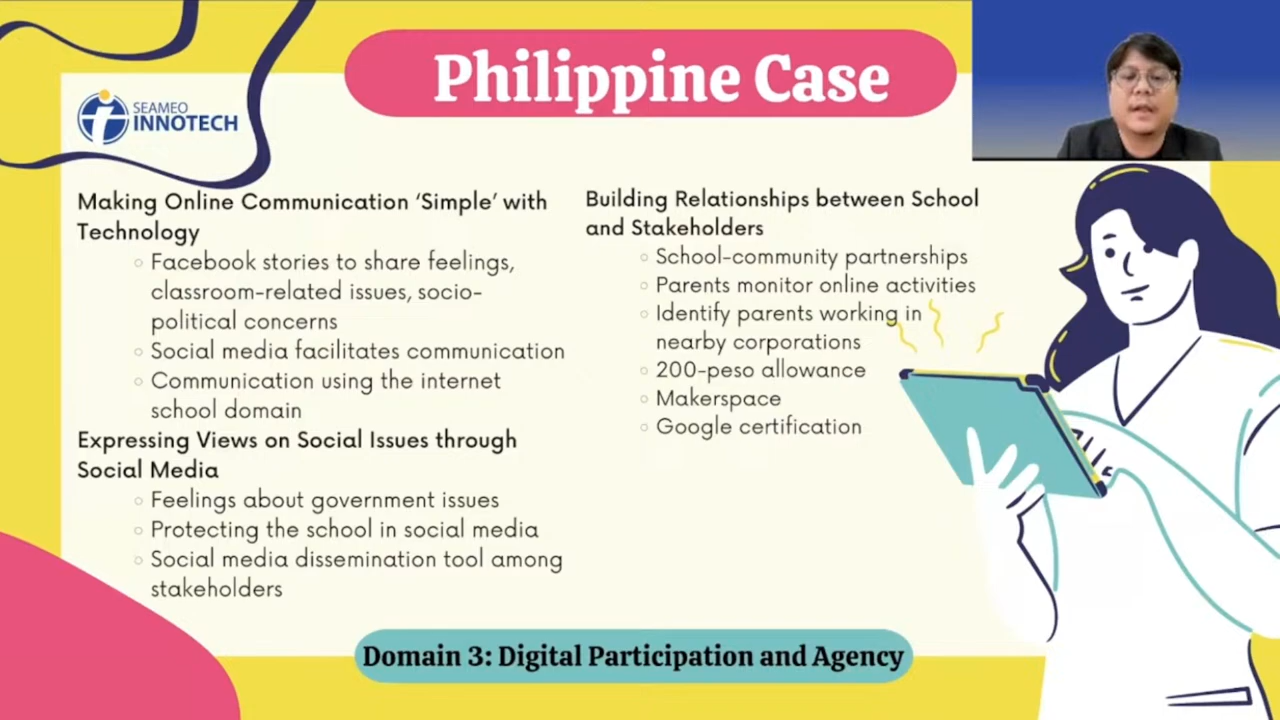 Philippine Case
SEAMEO
INNOTECH
Making Online Communication ‘Simple’ with
Technology
Facebook stories to share feelings,
classroom-related issues, socio-
political concerns
Social media facilitates communication
Communication using the internet
school domain
Expressing Views on Social Issues through
Social Media
Feelings about government issues
Protecting the school in social media
Social media dissemination tool among
stakeholders
Building Relationships between School
and Stakeholders
School-community partnerships
Parents monitor online activities
Identify parents working in
nearby corporations
200-peso allowance
Makerspace
Google certification
Domain 3: Digital Participation and Agency